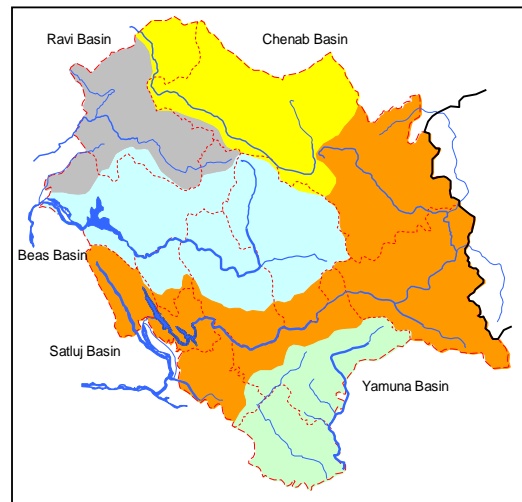 Ravi Basin
Chenab Basin
Beas Basin
Satluj Basin
Yamuna Basin